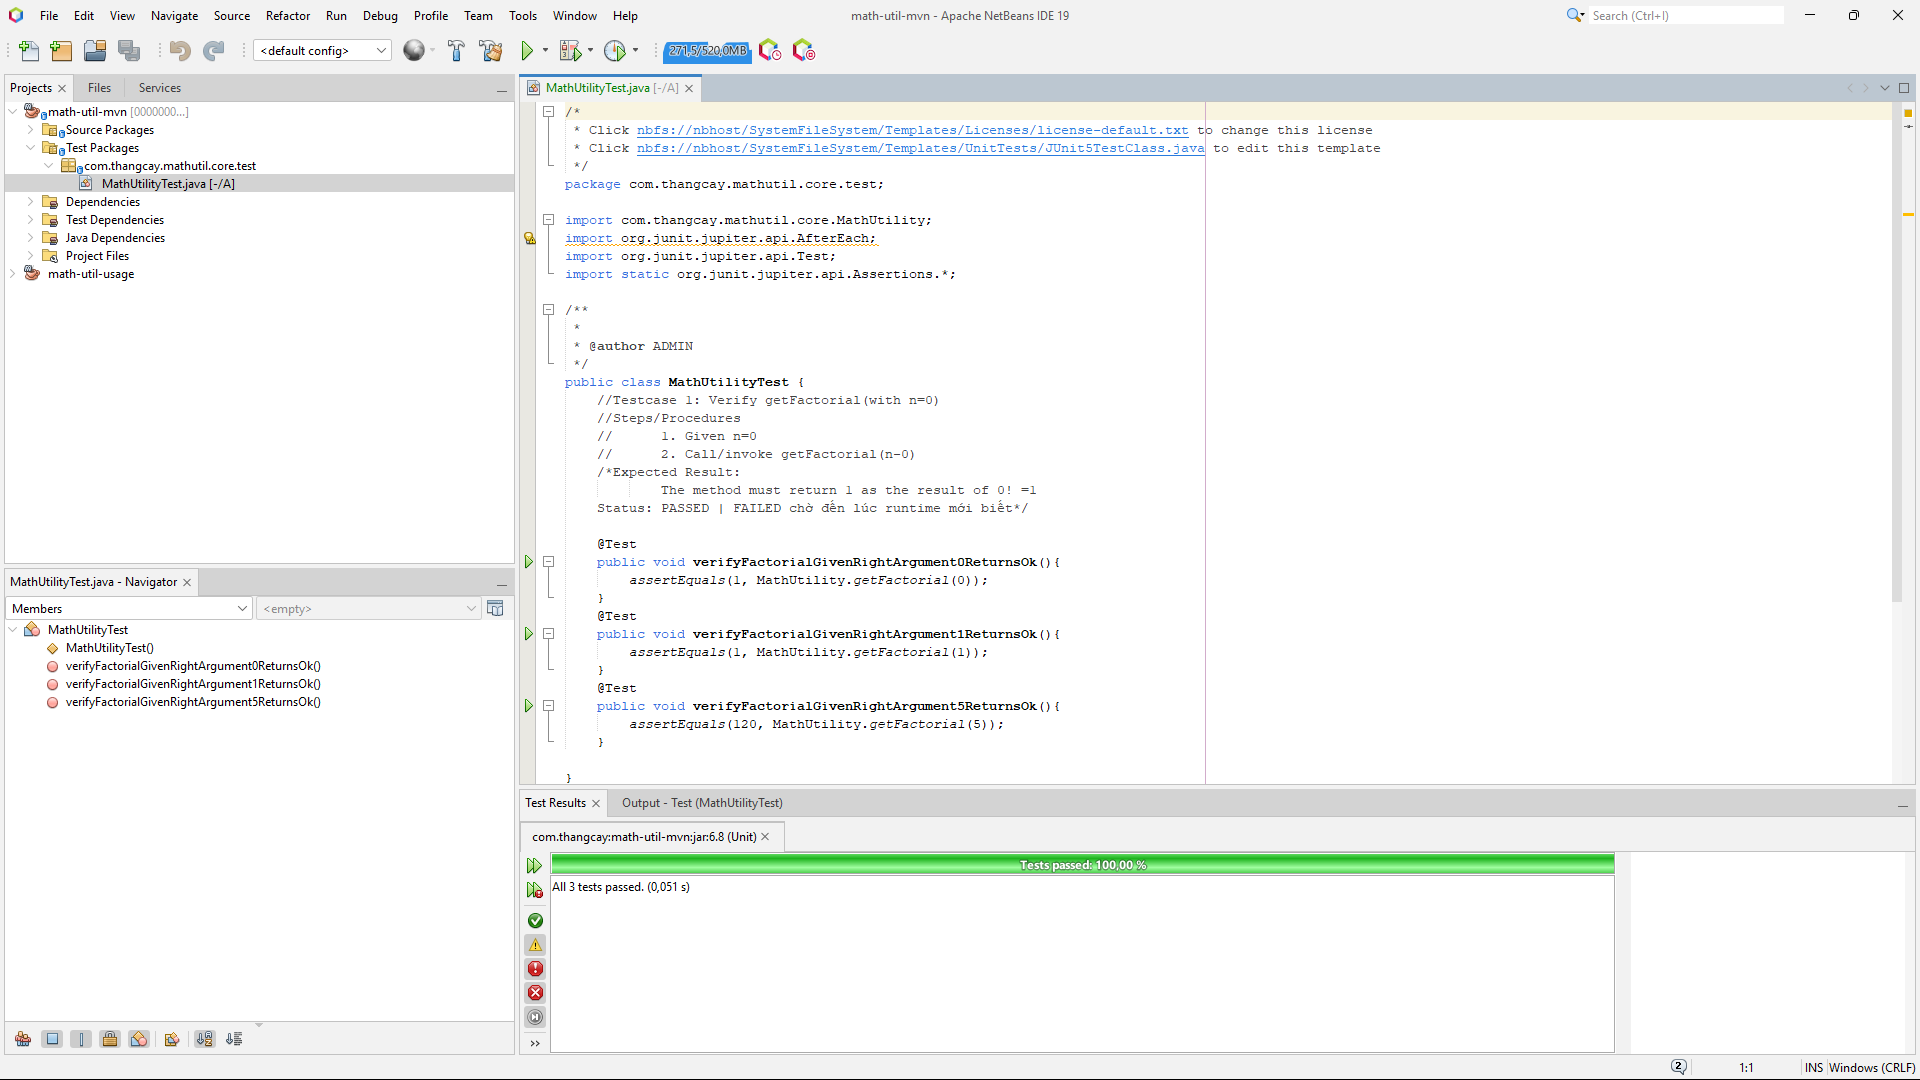 File Edit View Navigate Source Refactor Run Debug Profile Team Tools Window Help
math-util-mvn - Apache NetBeans IDE 19
Search (Ctrl+I)
<default config>
271,5/520,0MB
Projects Files Services
math-util-mvn [0000000...]
Source Packages
Test Packages
com.thangcay.mathutil.core.test
MathUtilityTest.java [-/A]
Dependencies
Test Dependencies
Java Dependencies
Project Files
math-util-usage
MathUtilityTest.java - Navigator
Members
<empty>
MathUtilityTest
MathUtilityTest()
verifyFactorialGivenRightArgument0ReturnsOk()
verifyFactorialGivenRightArgument1ReturnsOk()
verifyFactorialGivenRightArgument5ReturnsOk()
MathUtilityTest.java [-/A]
/*
* Click nbfs://nbhost/SystemFileSystem/Templates/Licenses/license-default.txt to change this license
* Click nbfs://nbhost/SystemFileSystem/Templates/UnitTests/JUnit5TestClass.java to edit this template
*/
package com.thangcay.mathutil.core.test;
import com.thangcay.mathutil.core.MathUtility;
import org.junit.jupiter.api.AfterEach;
import org.junit.jupiter.api.Test;
import static org.junit.jupiter.api.Assertions.*;
/**
*
* @author ADMIN
*/
public class MathUtilityTest {
//Testcase 1: Verify getFactorial(with n=0)
//Steps/Procedures
// 1. Given n=0
// 2. Call/invoke getFactorial(n-0)
/*Expected Result:
The method must return 1 as the result of 0! =1
Status: PASSED | FAILED chờ đến lúc runtime mới biết*/
@Test
public void verifyFactorialGivenRightArgument0ReturnsOk(){
assertEquals(1, MathUtility.getFactorial(0));
}
@Test
public void verifyFactorialGivenRightArgument1ReturnsOk(){
assertEquals(1, MathUtility.getFactorial(1));
}
@Test
public void verifyFactorialGivenRightArgument5ReturnsOk(){
assertEquals(120, MathUtility.getFactorial(5));
}
}
Test Results Output - Test (MathUtilityTest)
com.thangcay:math-util-mvn:jar:6.8 (Unit)
Tests passed: 100,00 %
All 3 tests passed. (0,051 s)
2 1:1 INS Windows (CRLF)